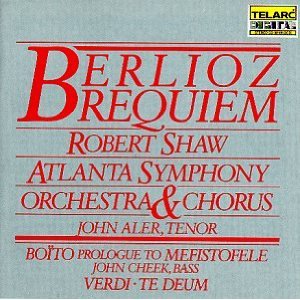 TELARC
DIGITAL
BERLIOZ
REQUIEM
ROBERT SHAW
ATLANTA SYMPHONY
ORCHESTRA & CHORUS
JOHN ALER, TENOR
BOÏTO PROLOGUE TO MEFISTOFELE
JOHN CHEEK, BASS
VERDI · TE DEUM